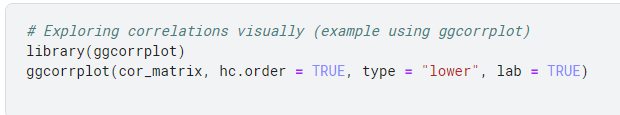 # Exploring correlations visually (example using ggcorrplot)
library(ggcorrplot)
ggcorrplot(cor_matrix, hc.order = TRUE, type = "lower", lab = TRUE)